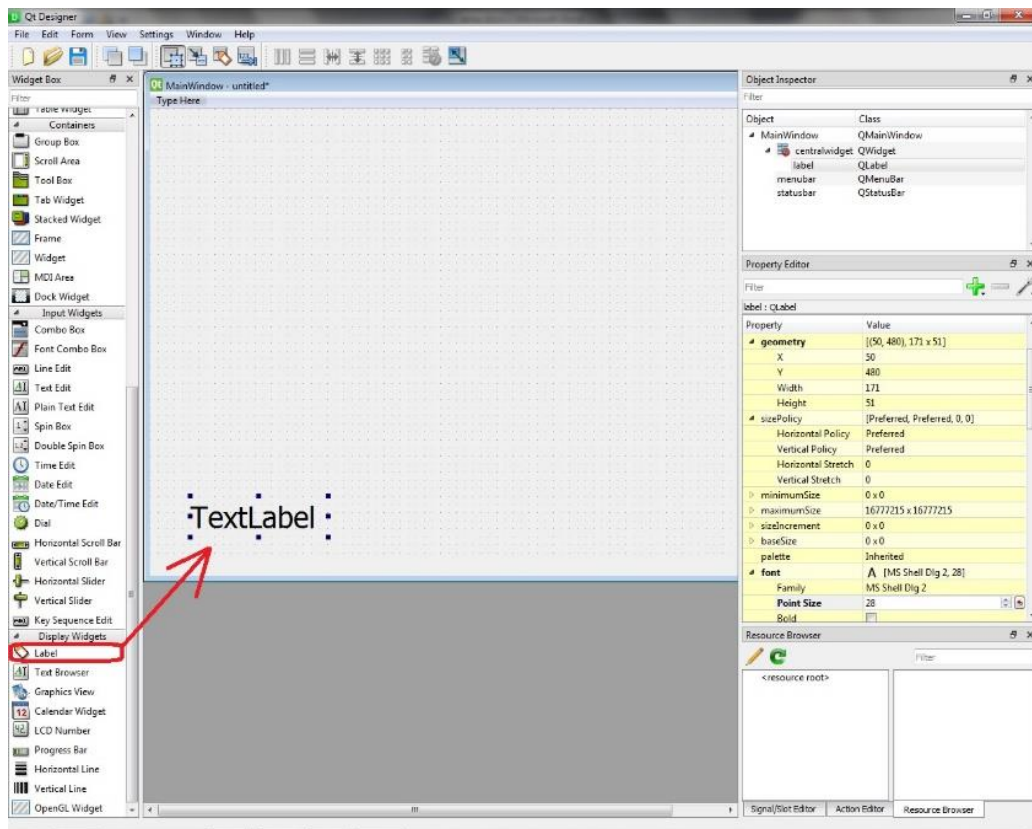 Qt Designer
File Edit Form View Settings Window Help
Widget Box
Filter
Table Widget
Containers
Group Box
Scroll Area
Tool Box
Tab Widget
Stacked Widget
Frame
Widget
MDI Area
Dock Widget
Input Widgets
Combo Box
Font Combo Box
Line Edit
Text Edit
Plain Text Edit
Spin Box
Double Spin Box
Time Edit
Date Edit
Date/Time Edit
Dial
Horizontal Scroll Bar
Vertical Scroll Bar
Horizontal Slider
Vertical Slider
Key Sequence Edit
Display Widgets
Label
Text Browser
Graphics View
Calendar Widget
LCD Number
Progress Bar
Horizontal Line
Vertical Line
OpenGL Widget
MainWindow - untitled*
Type Here
TextLabel
Object Inspector
Filter
Object Class
MainWindow QMainWindow
centralwidget QWidget
label QLabel
menubar QMenuBar
statusbar QStatusBar
Property Editor
Filter
label : QLabel
Property Value
geometry [(50, 480), 171 x 51]
X 50
Y 480
Width 171
Height 51
sizePolicy [Preferred, Preferred, 0, 0]
Horizontal Policy Preferred
Vertical Policy Preferred
Horizontal Stretch 0
Vertical Stretch 0
minimumSize 0 x 0
maximumSize 16777215 x 16777215
sizeIncrement 0 x 0
baseSize 0 x 0
palette Inherited
font A [MS Shell Dlg 2, 28]
Family MS Shell Dlg 2
Point Size 28
Bold
Resource Browser
Filter
<resource root>
Signal/Slot Editor Action Editor Resource Browser